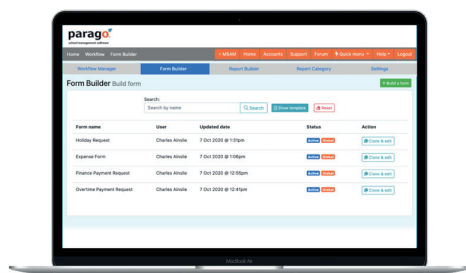 parago
school management software
Home Workflow Form Builder
+ MSAM Home Accounts Support Forum Quick menu Help Logout
Workflow Manager Form Builder Report Builder Report Category Settings
Form Builder Build form
+ Build a form
Search:
Search by name Search Show template Reset
Form name User Updated date Status Action
Holiday Request Charles Ainslie 7 Oct 2020 @ 1:31pm Active Global Clone & edit
Expense Form Charles Ainslie 7 Oct 2020 @ 1:06pm Active Global Clone & edit
Finance Payment Request Charles Ainslie 7 Oct 2020 @ 12:55pm Active Global Clone & edit
Overtime Payment Request Charles Ainslie 7 Oct 2020 @ 12:41pm Active Global Clone & edit
MacBook Air